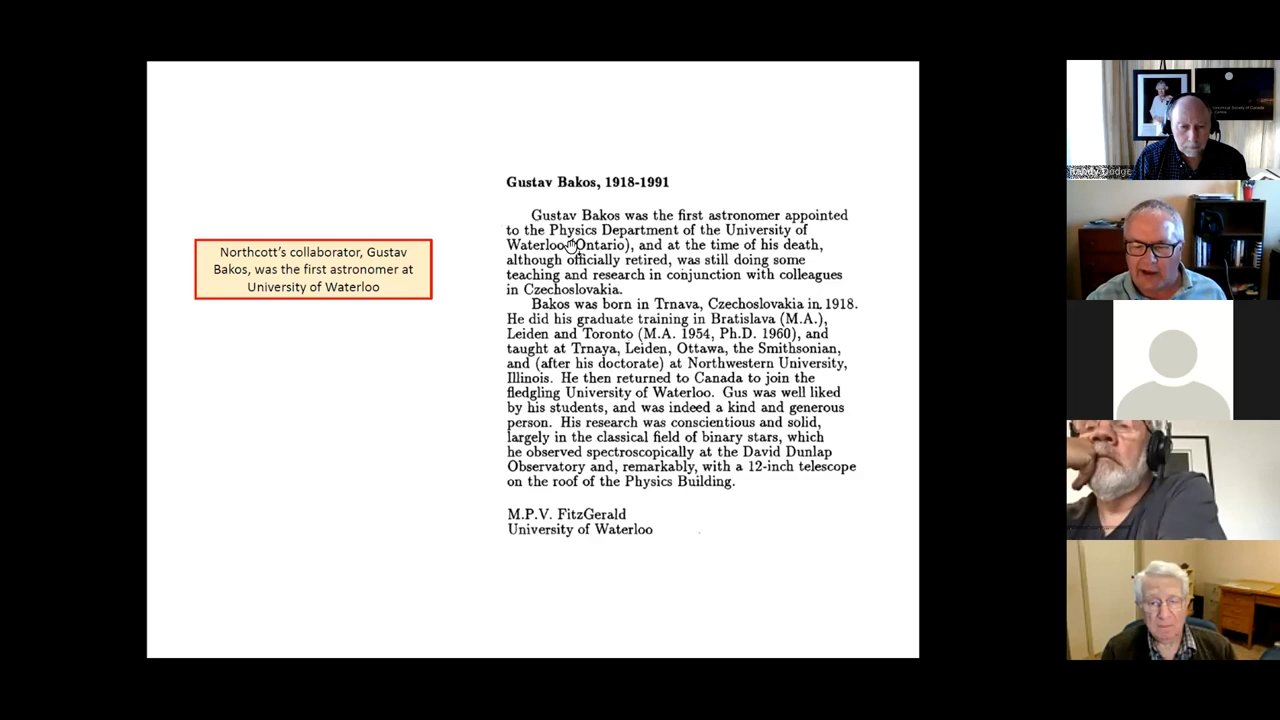 Northcott's collaborator, Gustav
Bakos, was the first astronomer at
University of Waterloo
Gustav Bakos, 1918-1991
Gustav Bakos was the first astronomer appointed
to the Physics Department of the University of
Waterloo (Ontario), and at the time of his death,
although officially retired, was still doing some
teaching and research in conjunction with colleagues
in Czechoslovakia.
Bakos was born in Trnava, Czechoslovakia in 1918.
He did his graduate training in Bratislava (M.A.),
Leiden and Toronto (M.A. 1954, Ph.D. 1960), and
taught at Trnaya, Leiden, Ottawa, the Smithsonian,
and (after his doctorate) at Northwestern University,
Illinois. He then returned to Canada to join the
fledgling University of Waterloo. Gus was well liked
by his students, and was indeed a kind and generous
person. His research was conscientious and solid,
largely in the classical field of binary stars, which
he observed spectroscopically at the David Dunlap
Observatory and, remarkably, with a 12-inch telescope
on the roof of the Physics Building.
M.P.V. FitzGerald
University of Waterloo
Randy Dodge
Society of Canada